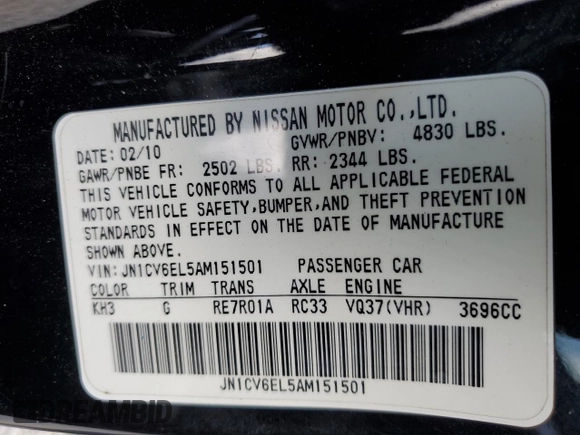 MANUFACTURED BY NISSAN MOTOR CO.,LTD.
DATE: 02/10 GVWR/PNBV: 4830 LBS.
GAWR/PNBE FR: 2502 LBS. RR: 2344 LBS.
THIS VEHICLE CONFORMS TO ALL APPLICABLE FEDERAL
MOTOR VEHICLE SAFETY,BUMPER,AND THEFT PREVENTION
STANDARDS IN EFFECT ON THE DATE OF MANUFACTURE
SHOWN ABOVE.
VIN:JN1CV6EL5AM151501 PASSENGER CAR
COLOR TRIM TRANS AXLE ENGINE
KH3 G RE7R01A RC33 VQ37(VHR) 3696CC
JN1CV6EL5AM151501
DREAMBID